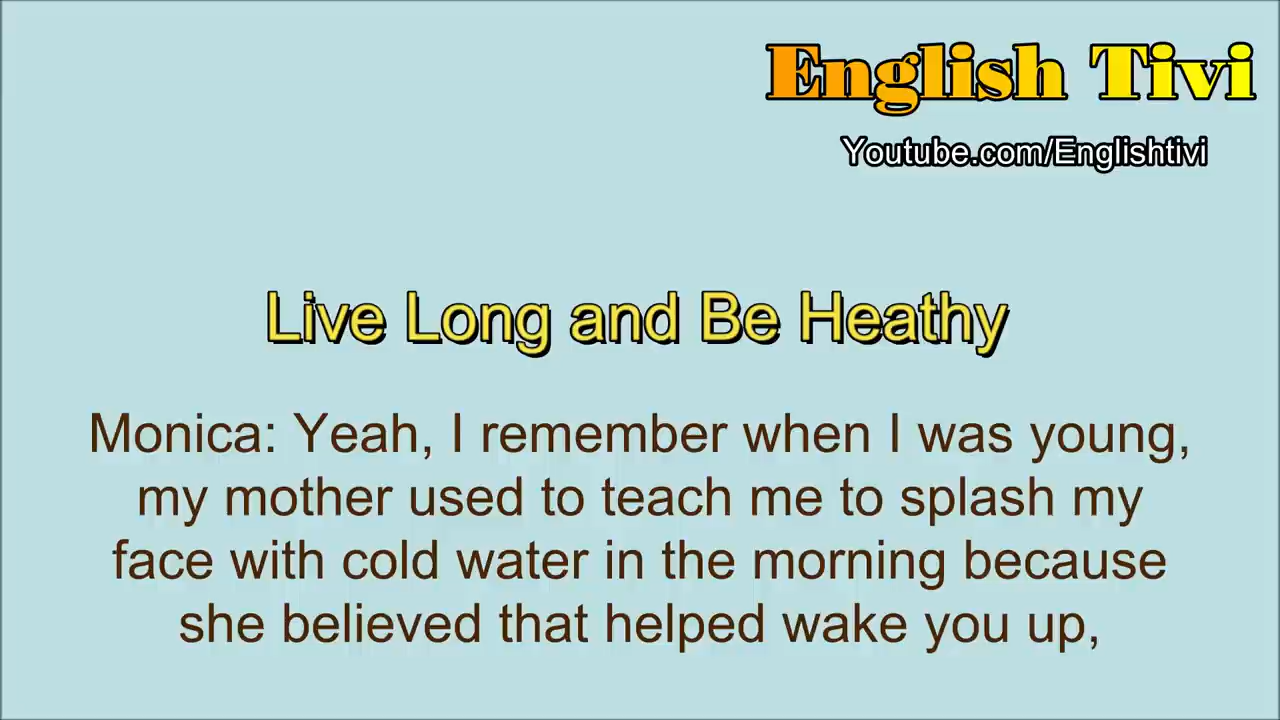 English Tivi
Youtube.com/Englishtivi
Live Long and Be Heathy
Monica: Yeah, I remember when I was young,
my mother used to teach me to splash my
face with cold water in the morning because
she believed that helped wake you up,